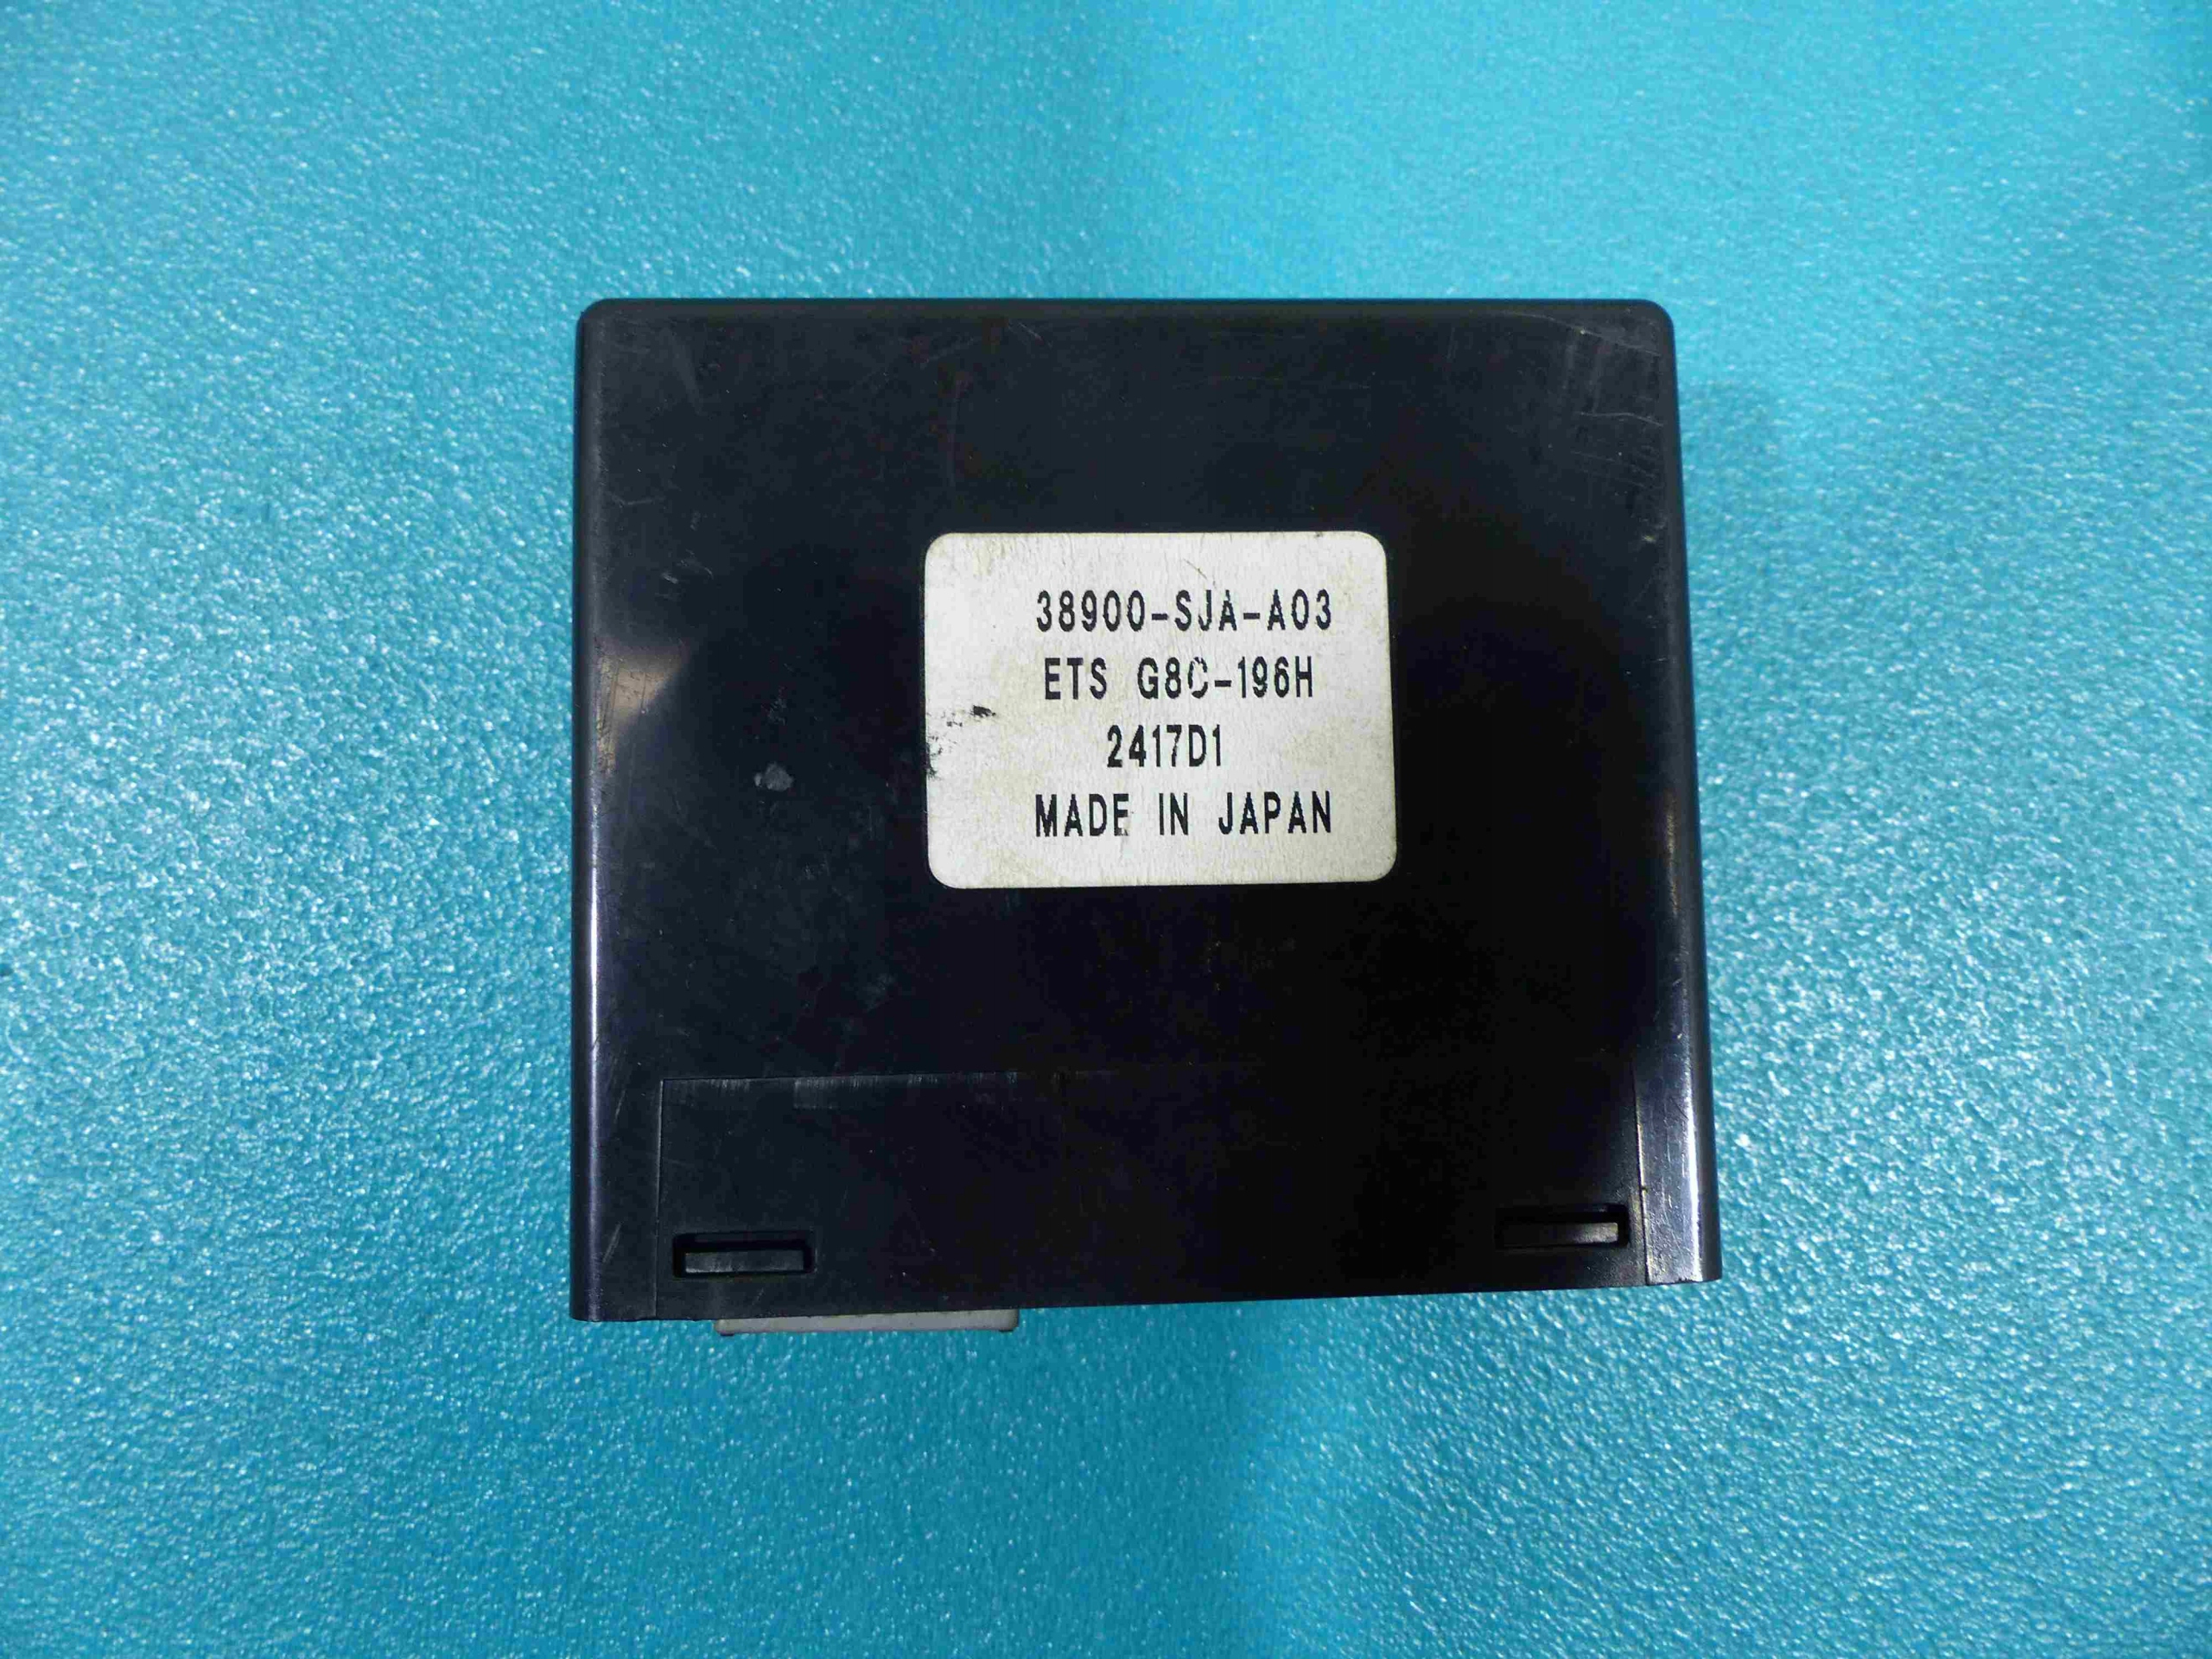 38900-SJA-A03
ETS G8C-196H
2417D1
MADE IN JAPAN